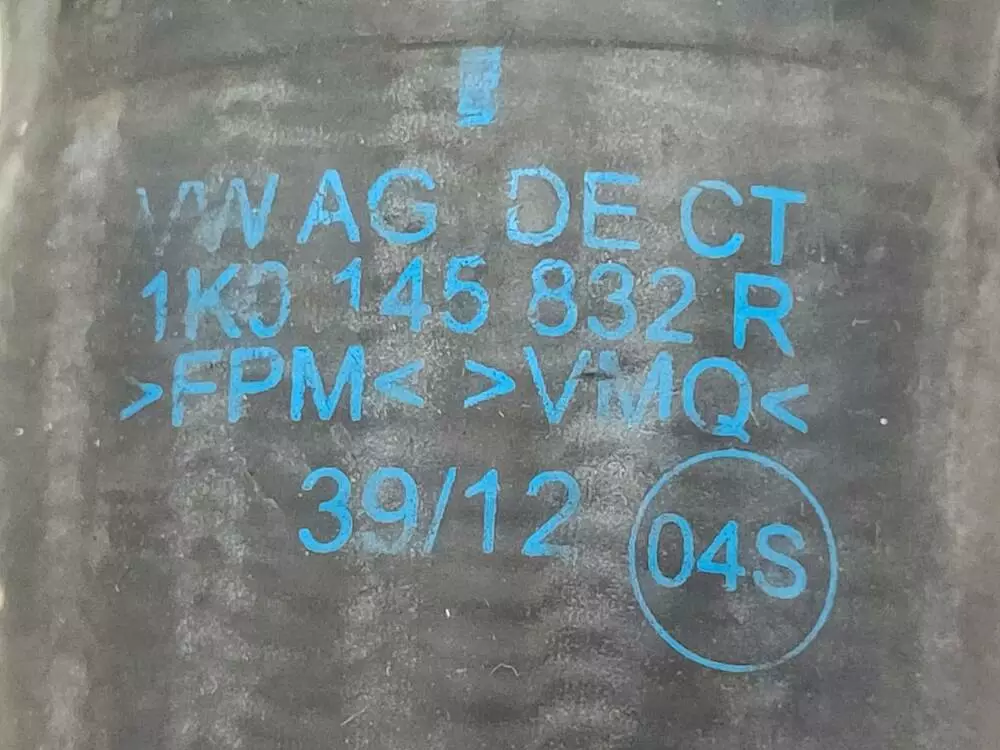 VW AG DE CT
1K0 145 832 R
>FPM< >VMQ<
39/12
04S